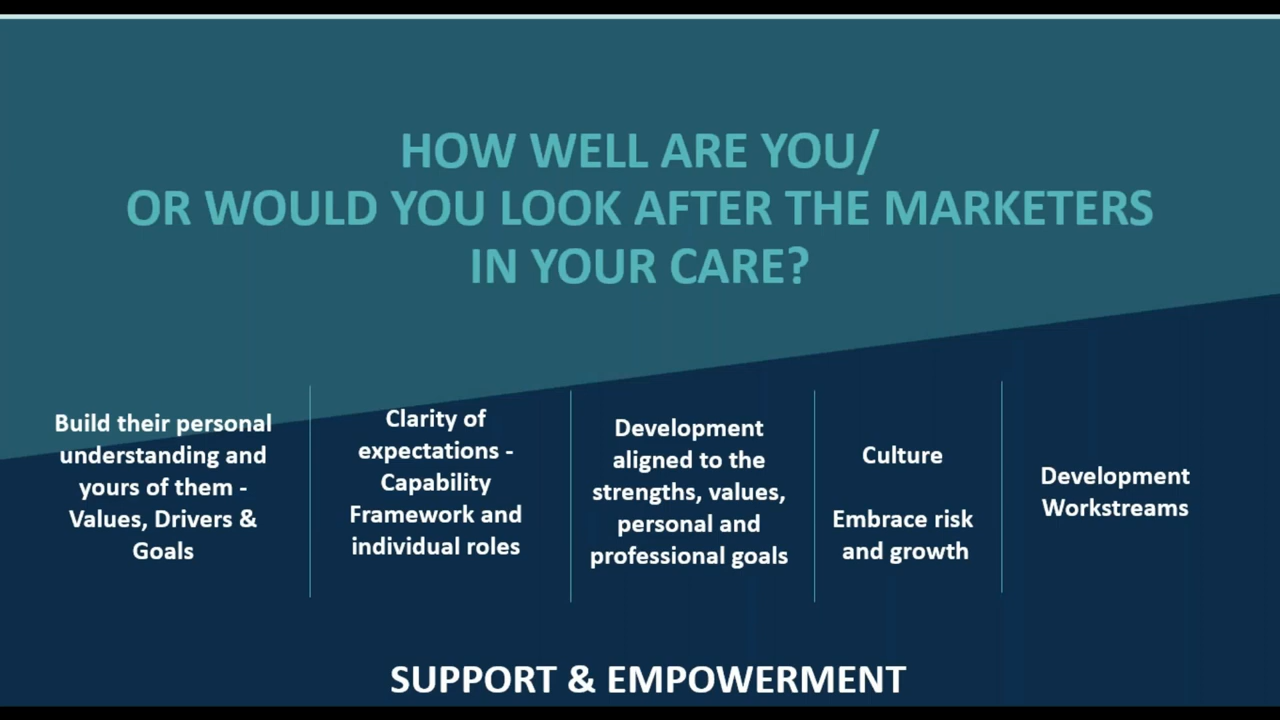 HOW WELL ARE YOU/
OR WOULD YOU LOOK AFTER THE MARKETERS
IN YOUR CARE?
Build their personal
understanding and
yours of them -
Values, Drivers &
Goals
Clarity of
expectations -
Capability
Framework and
individual roles
Development
aligned to the
strengths, values,
personal and
professional goals
Culture
Embrace risk
and growth
Development
Workstreams
SUPPORT & EMPOWERMENT